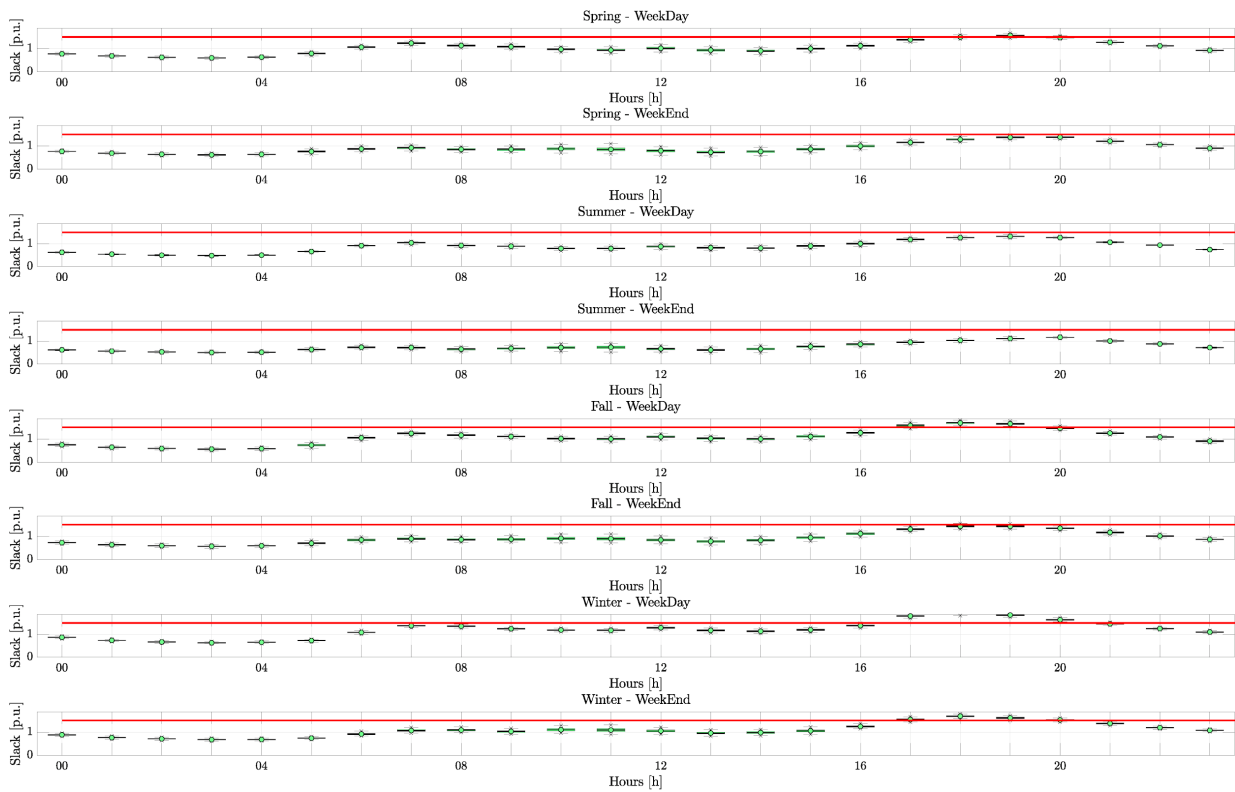 Spring - WeekDay
Slack [p.u.]
1
0
00 04 08 12 16 20
Hours [h]
Spring - WeekEnd
Slack [p.u.]
1
0
00 04 08 12 16 20
Hours [h]
Summer - WeekDay
Slack [p.u.]
1
0
00 04 08 12 16 20
Hours [h]
Summer - WeekEnd
Slack [p.u.]
1
0
00 04 08 12 16 20
Hours [h]
Fall - WeekDay
Slack [p.u.]
1
0
00 04 08 12 16 20
Hours [h]
Fall - WeekEnd
Slack [p.u.]
1
0
00 04 08 12 16 20
Hours [h]
Winter - WeekDay
Slack [p.u.]
1
0
00 04 08 12 16 20
Hours [h]
Winter - WeekEnd
Slack [p.u.]
1
0
00 04 08 12 16 20
Hours [h]